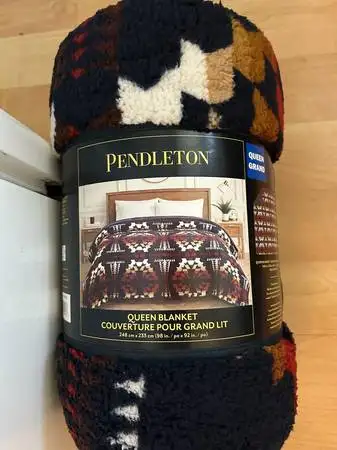 PENDLETON
QUEEN
GRAND
QUEEN BLANKET
COUVERTURE POUR GRAND LIT
248 cm x 233 cm (98 in. / po x 92 in. / po)